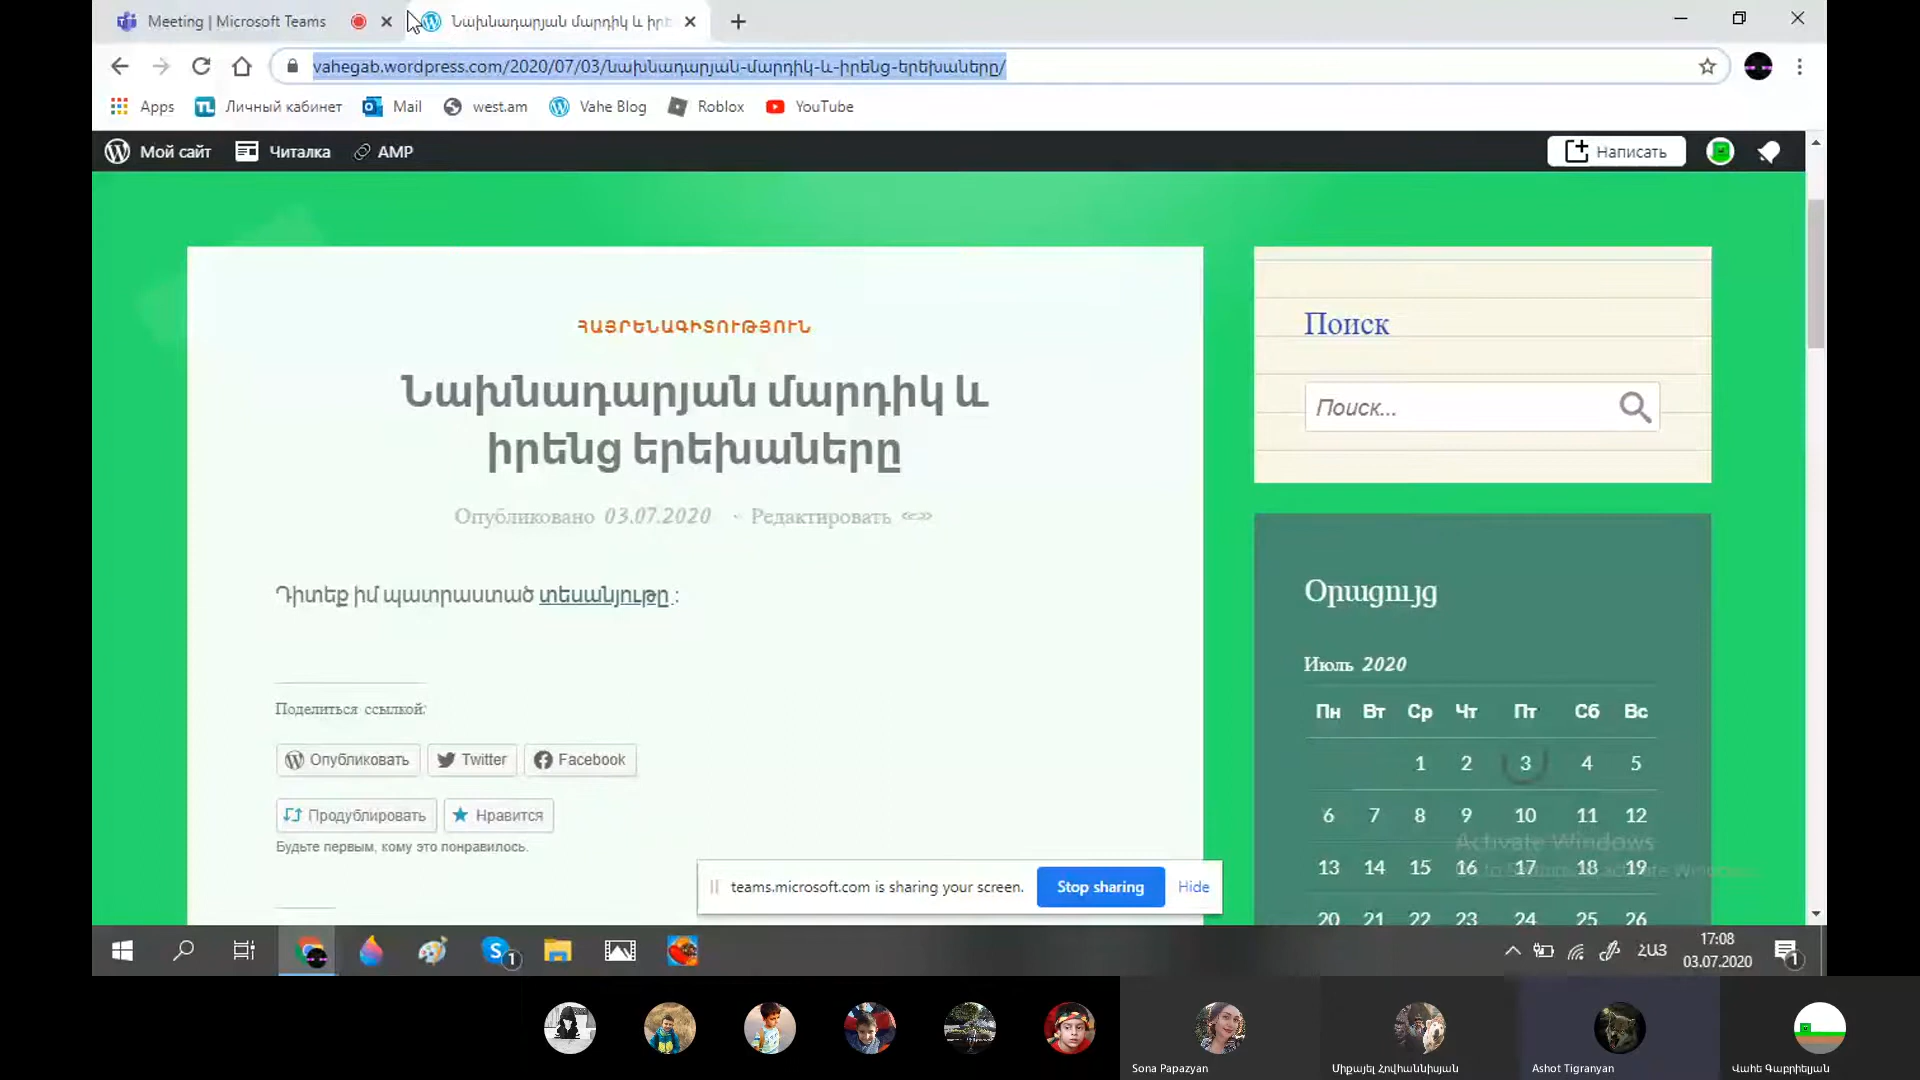 Meeting | Microsoft Teams
Նախնադարյան մարդիկ և իրե
vahegab.wordpress.com/2020/07/03/նախնադարյան-մարդիկ-և-իրենց-երեխաները/
Apps Личный кабинет Mail west.am Vahe Blog Roblox YouTube
Мой сайт Читалка AMP Написать
ՀԱՅՐԵՆԱԳԻՏՈՒԹՅՈՒՆ
Նախնադարյան մարդիկ և
իրենց երեխաները
Опубликовано 03.07.2020 · Редактировать
Դիտեք իմ պատրաստած տեսանյութը :
Поделиться ссылкой:
Опубликовать Twitter Facebook
Продублировать Нравится
Будьте первым, кому это понравилось.
Поиск
Поиск...
Օրացույց
Июль 2020
Пн Вт Ср Чт Пт Сб Вс
1 2 3 4 5
6 7 8 9 10 11 12
13 14 15 16 17 18 19
20 21 22 23 24 25 26
Activate Windows
teams.microsoft.com is sharing your screen. Stop sharing Hide
ՀԱՅ
17:08
03.07.2020
1
1
Sona Papazyan
Միքայել Հովհաննիսյան
Ashot Tigranyan
Վահե Գաբրիելյան